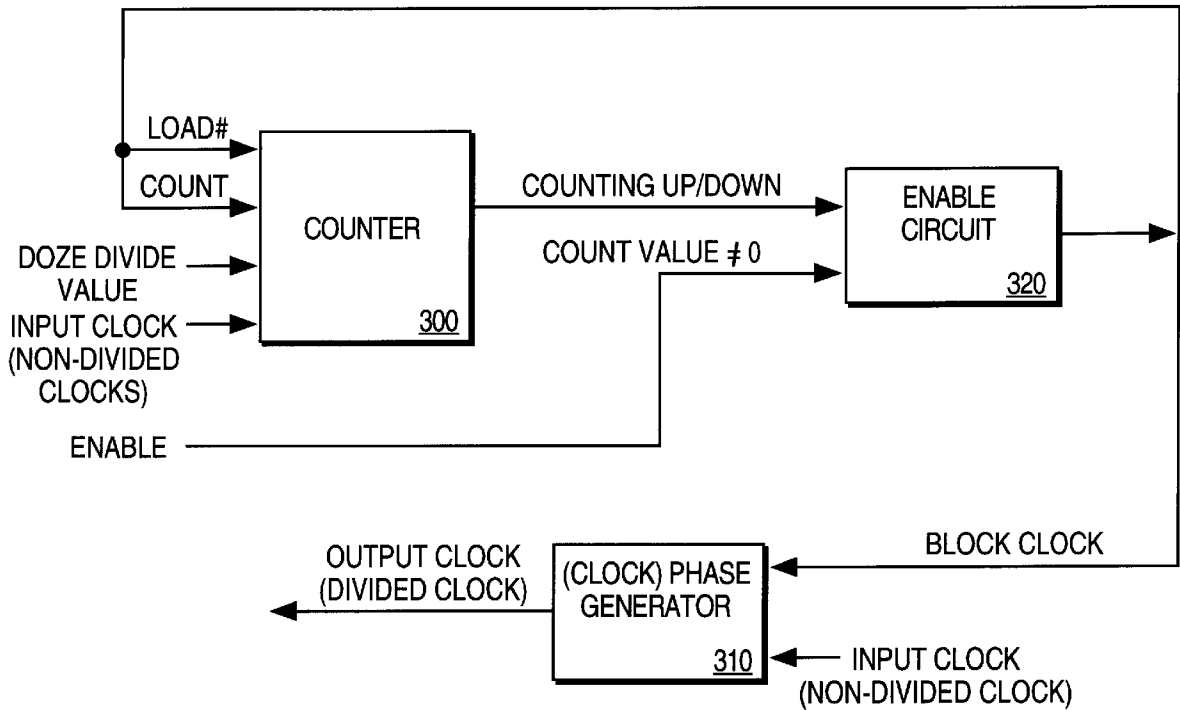 LOAD#
COUNT
DOZE DIVIDE
VALUE
INPUT CLOCK
(NON-DIVIDED
CLOCKS)
ENABLE
COUNTER
300
COUNTING UP/DOWN
COUNT VALUE ≠ 0
ENABLE
CIRCUIT
320
OUTPUT CLOCK
(DIVIDED CLOCK)
(CLOCK) PHASE
GENERATOR
310
BLOCK CLOCK
INPUT CLOCK
(NON-DIVIDED CLOCK)